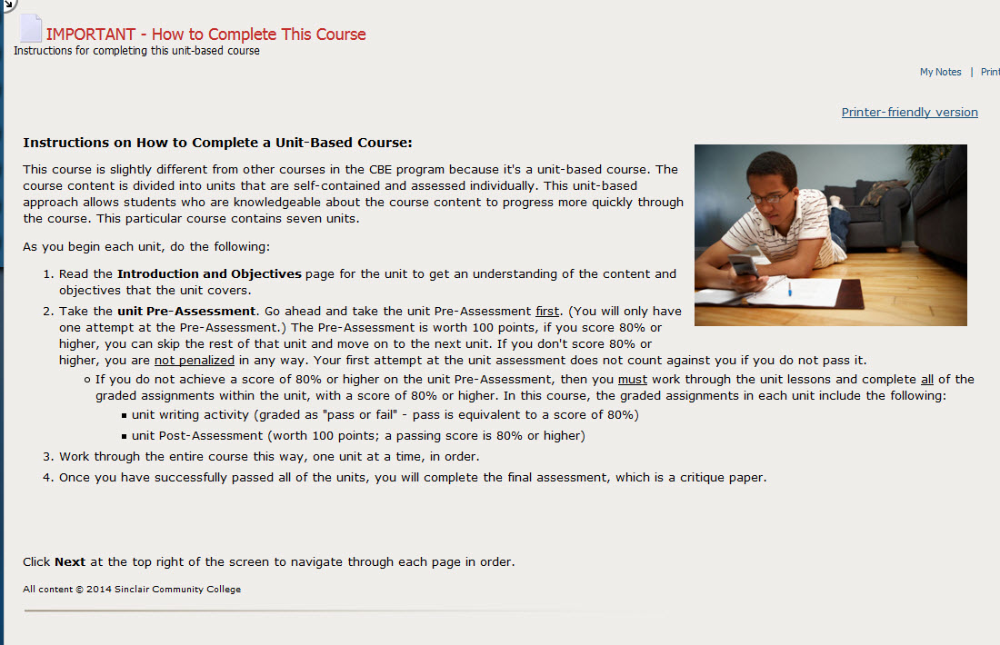 IMPORTANT - How to Complete This Course
Instructions for completing this unit-based course
My Notes | Print
Printer-friendly version
Instructions on How to Complete a Unit-Based Course:
This course is slightly different from other courses in the CBE program because it's a unit-based course. The
course content is divided into units that are self-contained and assessed individually. This unit-based
approach allows students who are knowledgeable about the course content to progress more quickly through
the course. This particular course contains seven units.
As you begin each unit, do the following:
1. Read the Introduction and Objectives page for the unit to get an understanding of the content and
objectives that the unit covers.
2. Take the unit Pre-Assessment. Go ahead and take the unit Pre-Assessment first. (You will only have
one attempt at the Pre-Assessment.) The Pre-Assessment is worth 100 points, if you score 80% or
higher, you can skip the rest of that unit and move on to the next unit. If you don't score 80% or
higher, you are not penalized in any way. Your first attempt at the unit assessment does not count against you if you do not pass it.
If you do not achieve a score of 80% or higher on the unit Pre-Assessment, then you must work through the unit lessons and complete all of the
graded assignments within the unit, with a score of 80% or higher. In this course, the graded assignments in each unit include the following:
unit writing activity (graded as "pass or fail" - pass is equivalent to a score of 80%)
unit Post-Assessment (worth 100 points; a passing score is 80% or higher)
3. Work through the entire course this way, one unit at a time, in order.
4. Once you have successfully passed all of the units, you will complete the final assessment, which is a critique paper.
Click Next at the top right of the screen to navigate through each page in order.
All content © 2014 Sinclair Community College